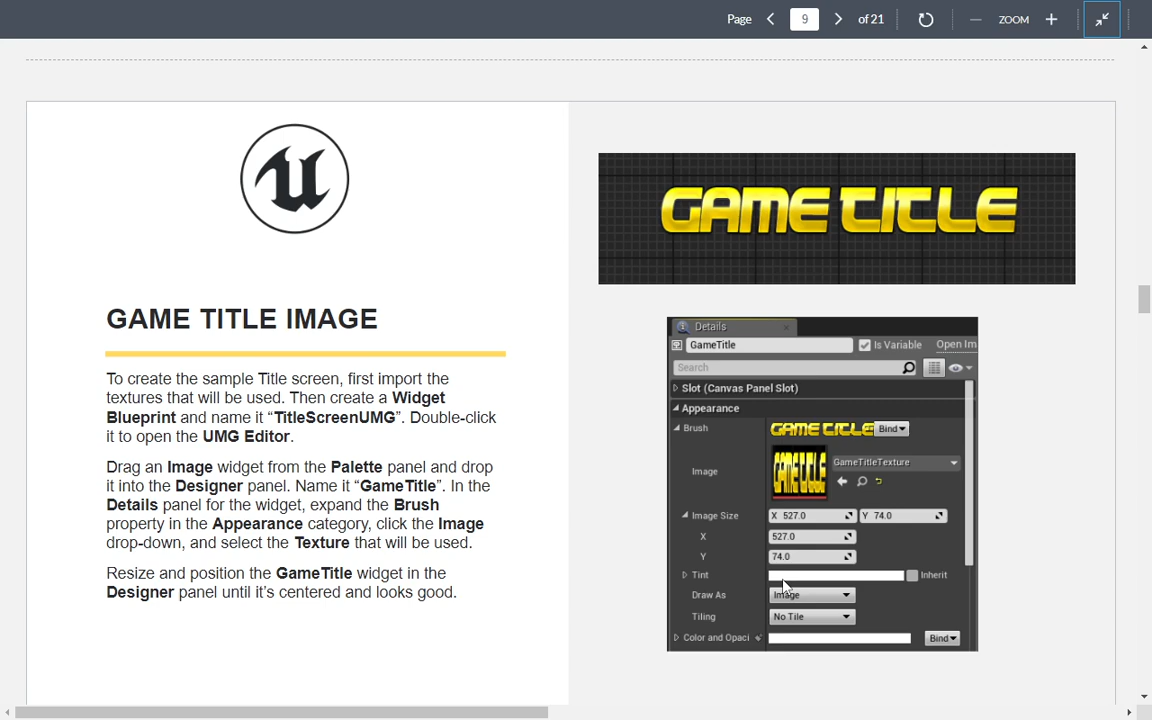 Page 9 of 21 ZOOM
GAME TITLE IMAGE
To create the sample Title screen, first import the
textures that will be used. Then create a Widget
Blueprint and name it “TitleScreenUMG”. Double-click
it to open the UMG Editor.
Drag an Image widget from the Palette panel and drop
it into the Designer panel. Name it “GameTitle”. In the
Details panel for the widget, expand the Brush
property in the Appearance category, click the Image
drop-down, and select the Texture that will be used.
Resize and position the GameTitle widget in the
Designer panel until it’s centered and looks good.
GAME TITLE
Details
GameTitle Is Variable Open Im
Search
Slot (Canvas Panel Slot)
Appearance
Brush GAME TITLE Bind
Image GAME TITLE GameTitleTexture
Image Size X 527.0 Y 74.0
X 527.0
Y 74.0
Tint Inherit
Draw As Image
Tiling No Tile
Color and Opaci Bind